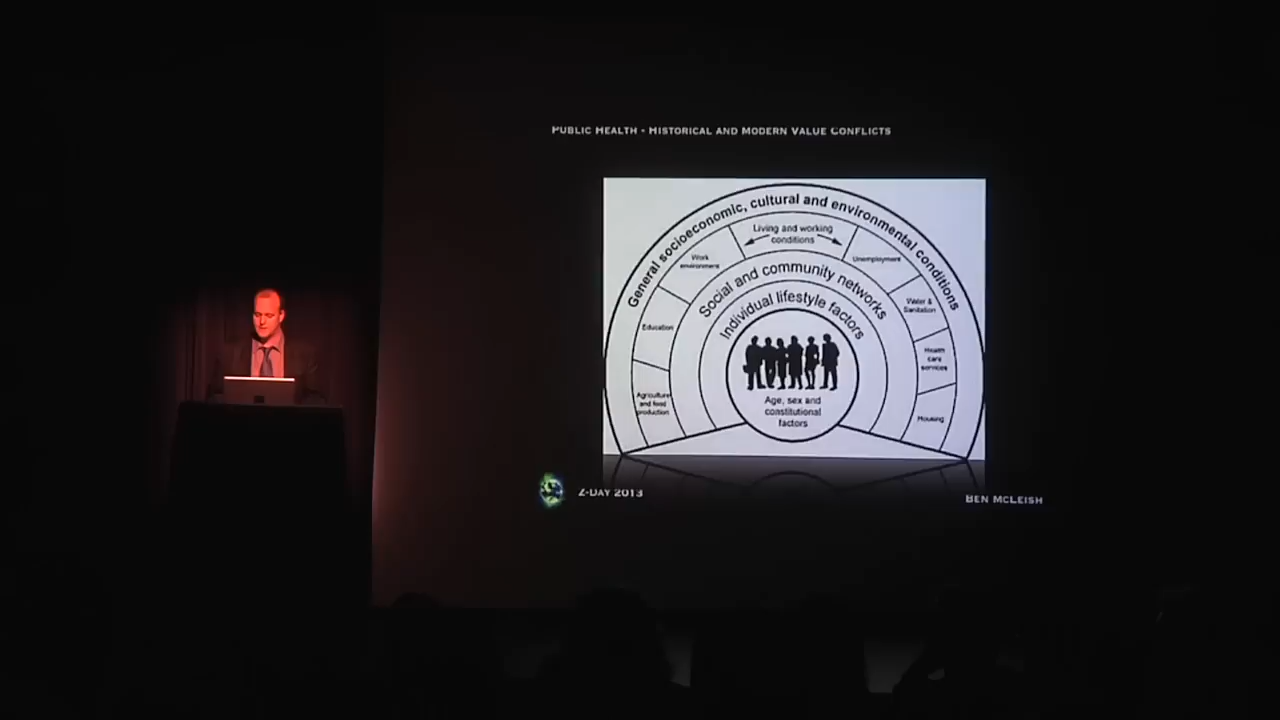 PUBLIC HEALTH - HISTORICAL AND MODERN VALUE CONFLICTS
General socioeconomic, cultural and environmental conditions
Living and working
conditions
Work
environment
Unemployment
Social and community networks
Individual lifestyle factors
Water &
Sanitation
Education
Health
care
services
Agriculture
and food
production
Age, sex and
constitutional
factors
Housing
Z-DAY 2013
BEN MCLEISH